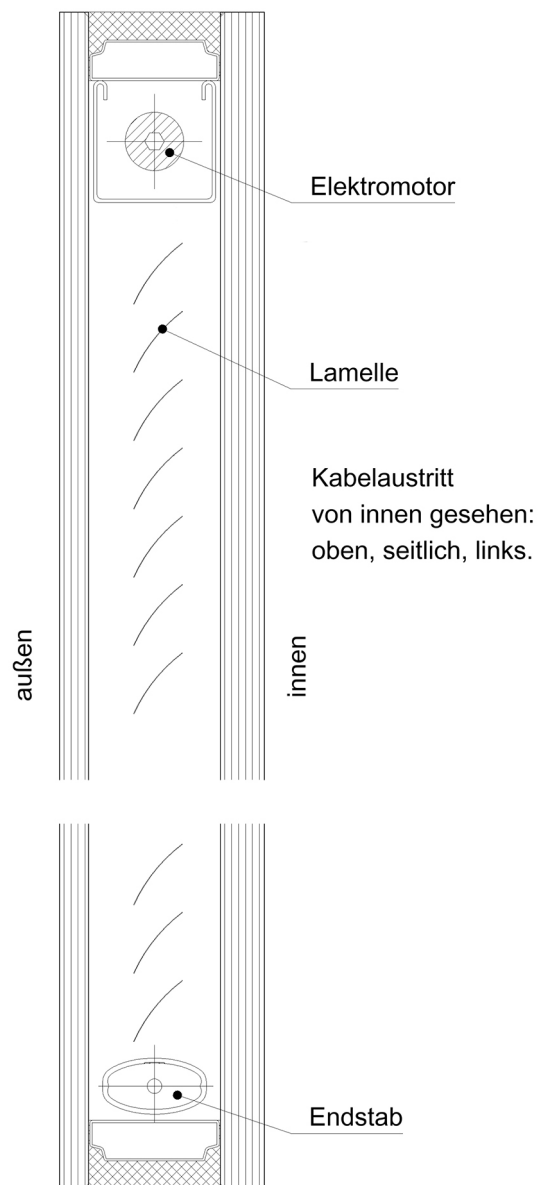 Elektromotor
Lamelle
Kabelaustritt
von innen gesehen:
oben, seitlich, links.
außen
innen
Endstab